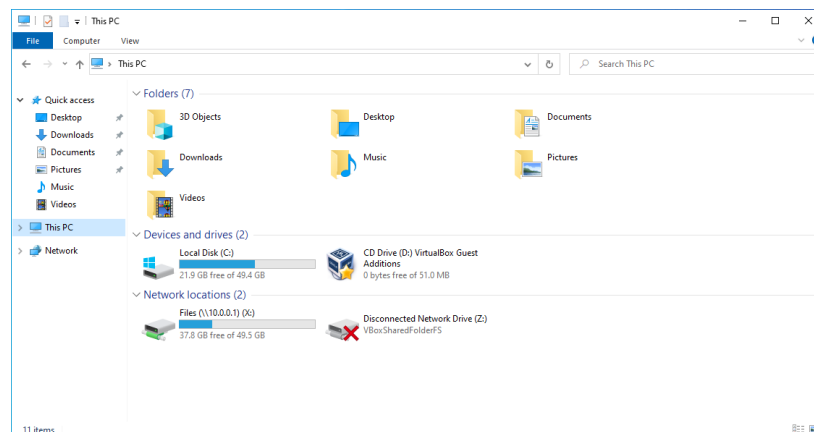 This PC
File Computer View
This PC
Search This PC
Quick access
Desktop
Downloads
Documents
Pictures
Music
Videos
This PC
Network
Folders (7)
3D Objects
Desktop
Documents
Downloads
Music
Pictures
Videos
Devices and drives (2)
Local Disk (C:)
21.9 GB free of 49.4 GB
CD Drive (D:) VirtualBox Guest
Additions
0 bytes free of 51.0 MB
Network locations (2)
Files (\\10.0.0.1) (X:)
37.8 GB free of 49.5 GB
Disconnected Network Drive (Z:)
VBoxSharedFolderFS
11 items